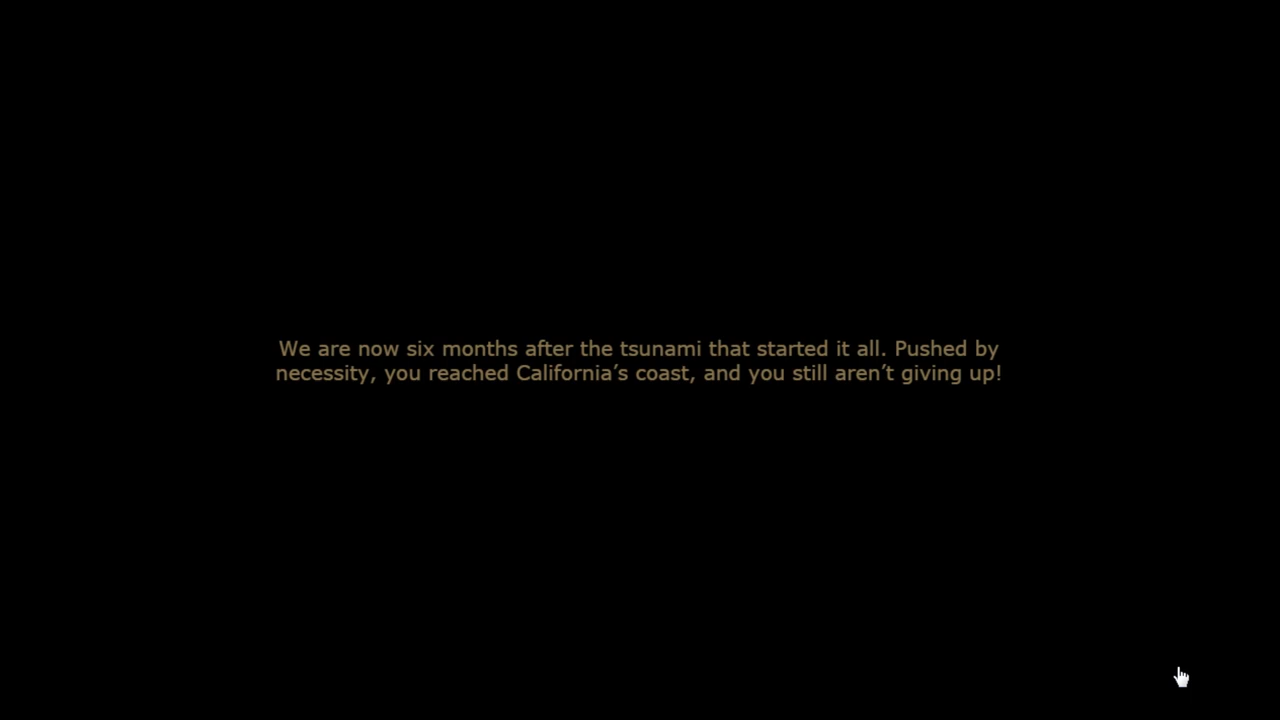 We are now six months after the tsunami that started it all. Pushed by
necessity, you reached California’s coast, and you still aren’t giving up!